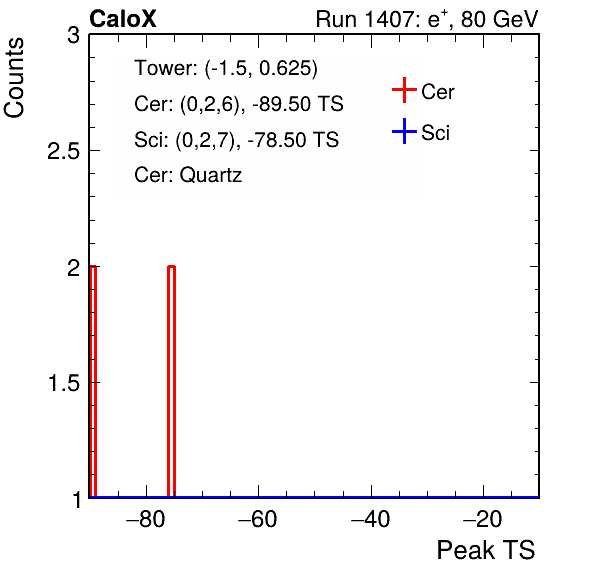 CaloX
Run 1407: e+, 80 GeV
Counts
3
2.5
2
1.5
1
Tower: (-1.5, 0.625)
Cer: (0,2,6), -89.50 TS
Sci: (0,2,7), -78.50 TS
Cer: Quartz
Cer
Sci
−80 −60 −40 −20
Peak TS